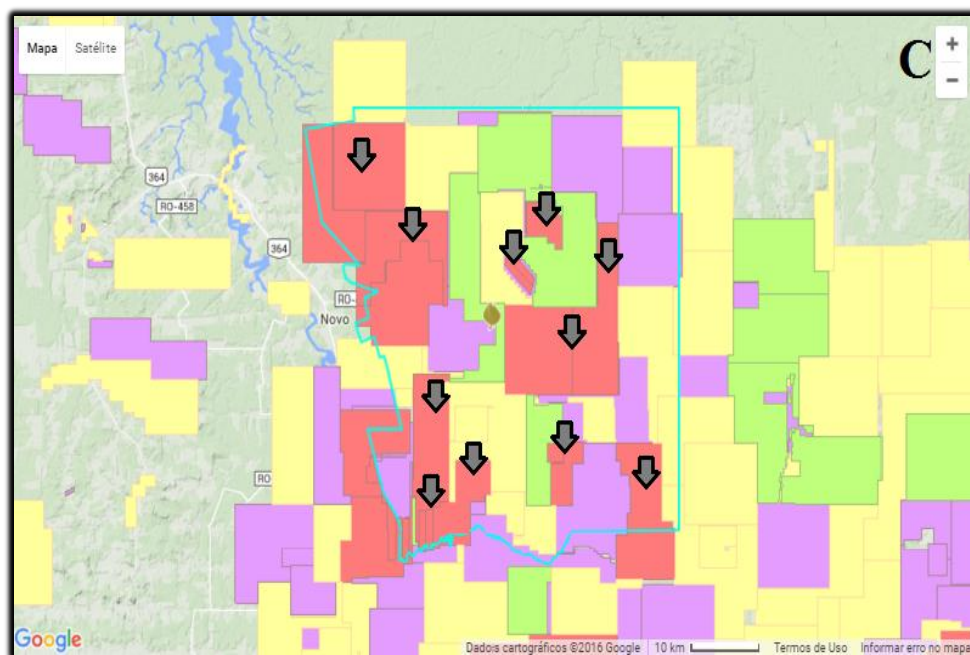 Mapa Satélite
C
+
−
364
RO-458
364
RO-
Novo
RO-
Google
Dados cartográficos ©2016 Google 10 km Termos de Uso Informar erro no mapa